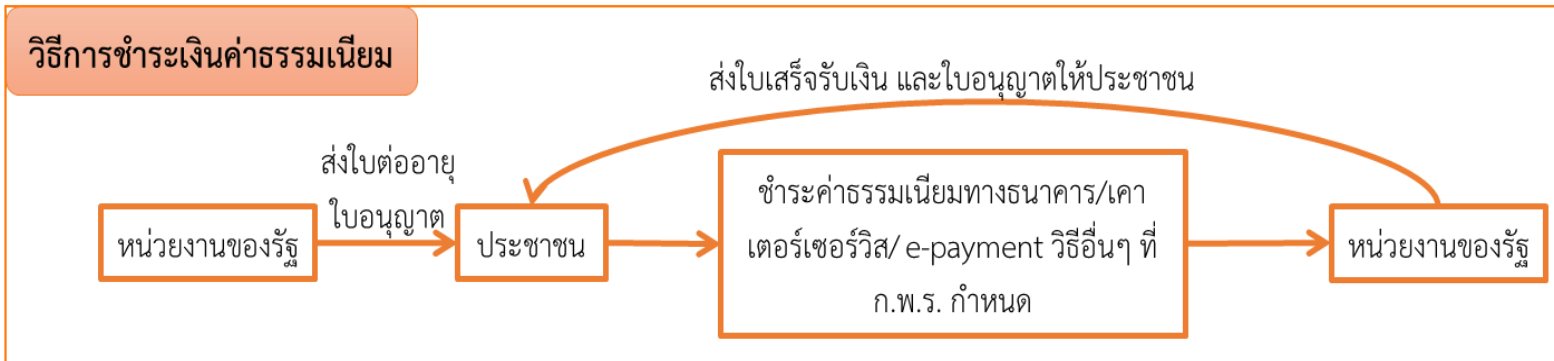 วิธีการชำระเงินค่าธรรมเนียม
ส่งใบเสร็จรับเงิน และใบอนุญาตให้ประชาชน
ส่งใบต่ออายุ
ใบอนุญาต
หน่วยงานของรัฐ
ประชาชน
ชำระค่าธรรมเนียมทางธนาคาร/เคา
เตอร์เซอร์วิส/ e-payment วิธีอื่นๆ ที่
ก.พ.ร. กำหนด
หน่วยงานของรัฐ